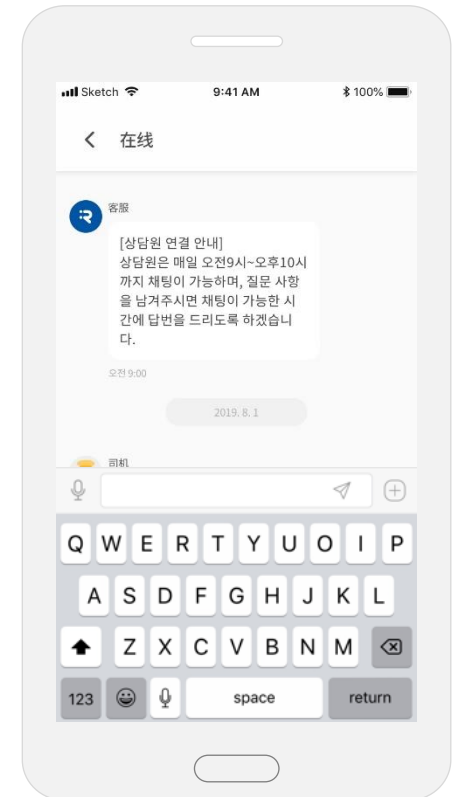 Sketch 9:41 AM 100%
在线
客服
[상담원 연결 안내]
상담원은 매일 오전9시~오후10시
까지 채팅이 가능하며, 질문 사항
을 남겨주시면 채팅이 가능한 시
간에 답번을 드리도록 하겠습니
다.
오전 9:00
2019. 8. 1
司机
Q W E R T Y U O I P
A S D F G H J K L
Z X C V B N M
123 space return